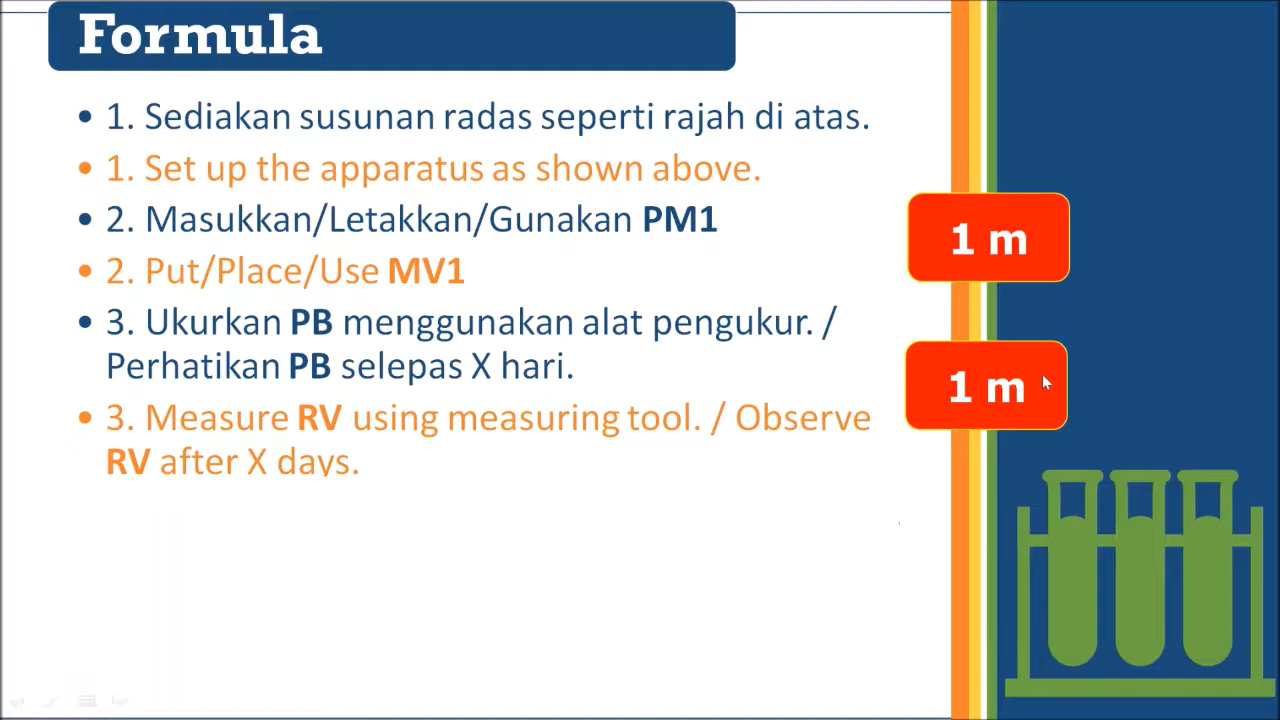 Formula
• 1. Sediakan susunan radas seperti rajah di atas.
• 1. Set up the apparatus as shown above.
• 2. Masukkan/Letakkan/Gunakan PM1
• 2. Put/Place/Use MV1
1 m
• 3. Ukurkan PB menggunakan alat pengukur. /
Perhatikan PB selepas X hari.
1 m
• 3. Measure RV using measuring tool. / Observe
RV after X days.